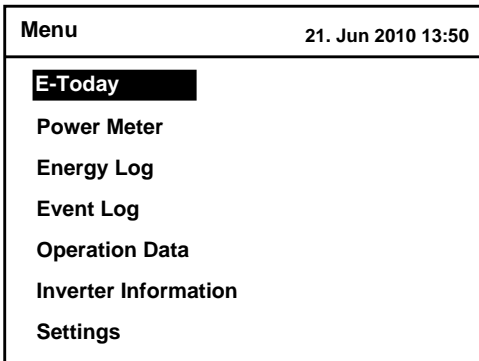 Menu 21. Jun 2010 13:50
E-Today
Power Meter
Energy Log
Event Log
Operation Data
Inverter Information
Settings